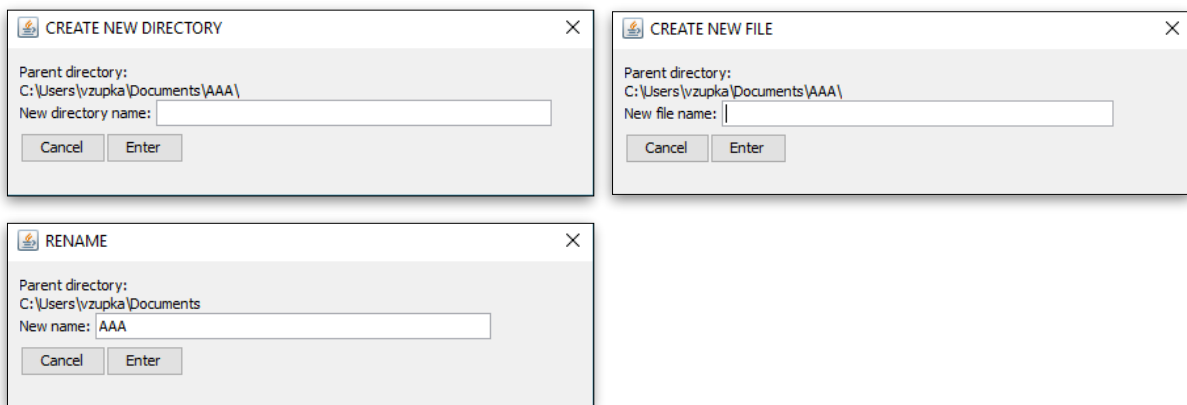 CREATE NEW DIRECTORY
Parent directory:
C:\Users\vzupka\Documents\AAA\
New directory name:
Cancel Enter
CREATE NEW FILE
Parent directory:
C:\Users\vzupka\Documents\AAA\
New file name:
Cancel Enter
RENAME
Parent directory:
C:\Users\vzupka\Documents
New name: AAA
Cancel Enter